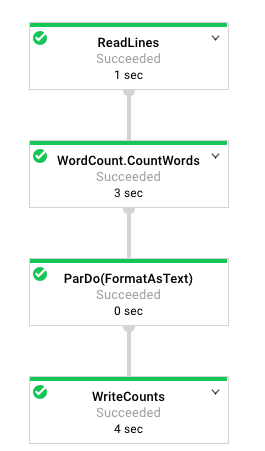 ReadLines
Succeeded
1 sec
WordCount.CountWords
Succeeded
3 sec
ParDo(FormatAsText)
Succeeded
0 sec
WriteCounts
Succeeded
4 sec